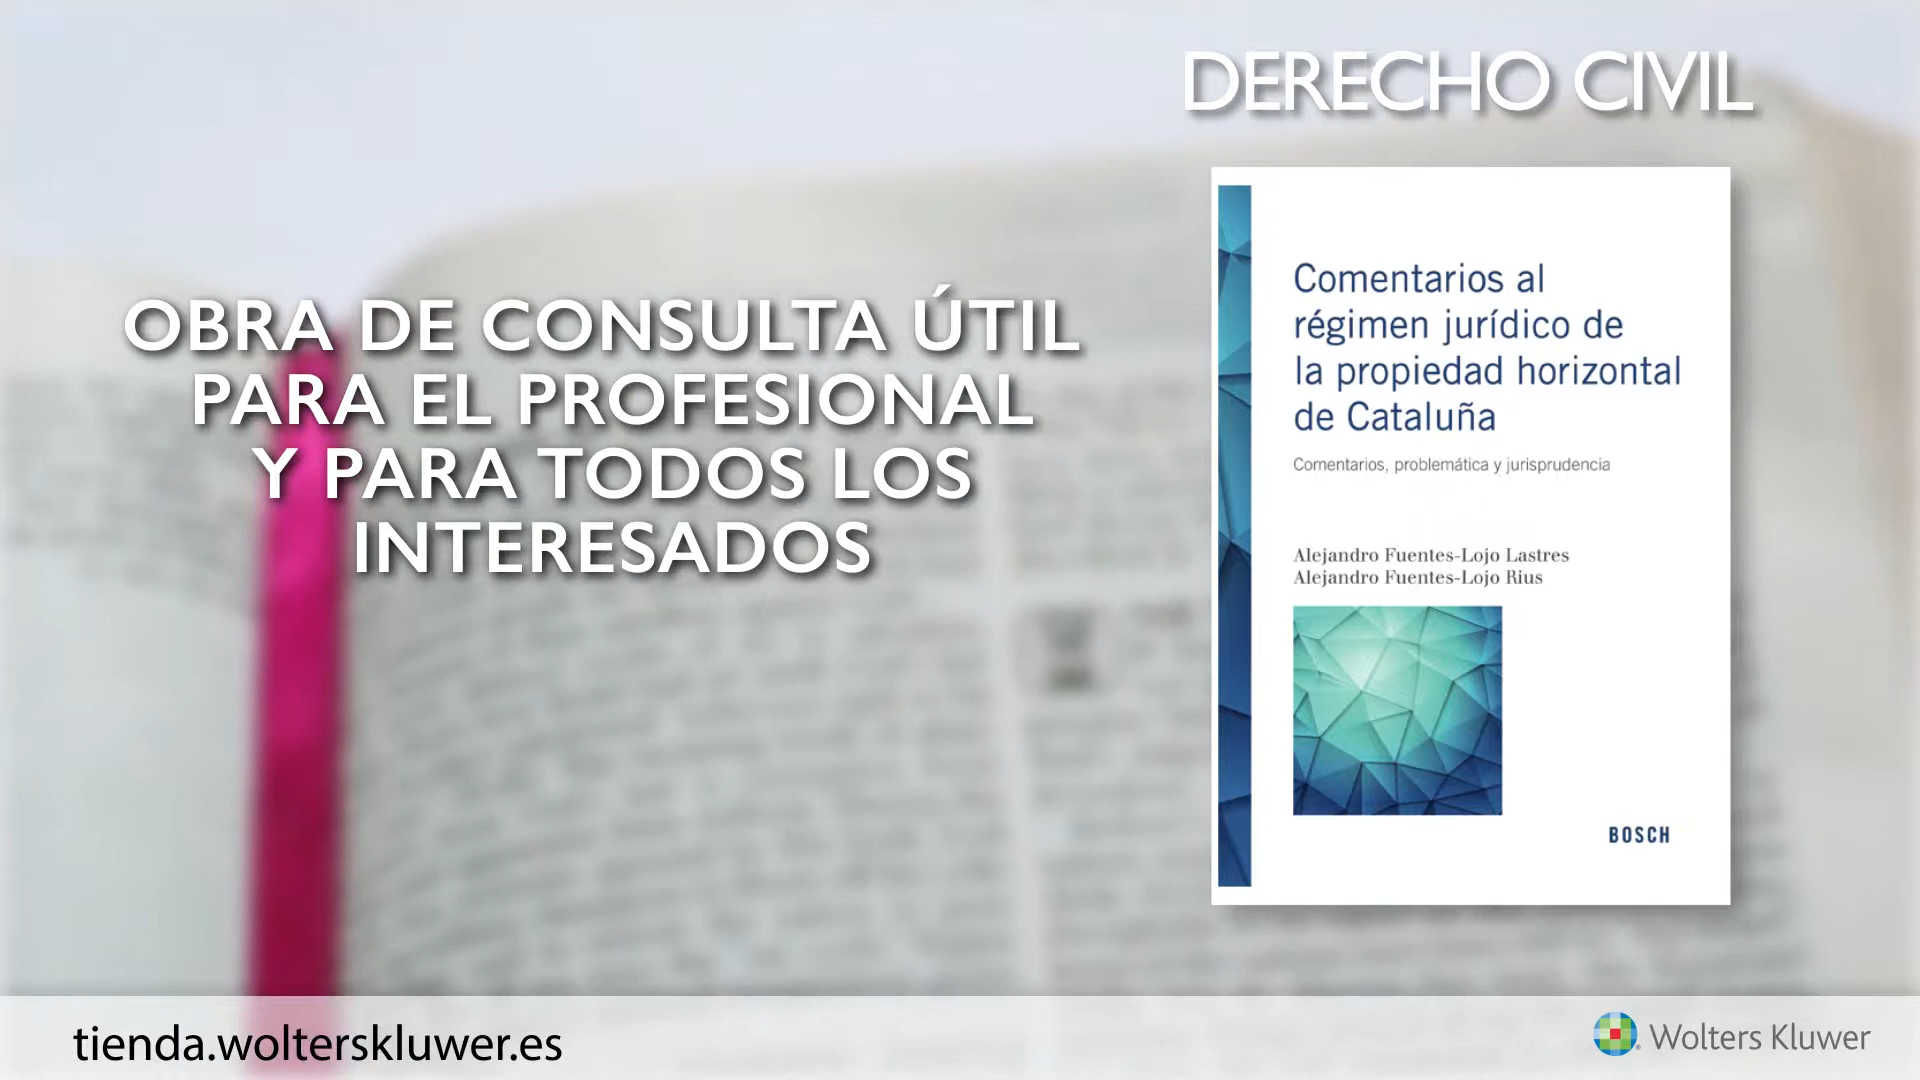 DERECHO CIVIL
OBRA DE CONSULTA ÚTIL
PARA EL PROFESIONAL
Y PARA TODOS LOS
INTERESADOS
Comentarios al
régimen jurídico de
la propiedad horizontal
de Cataluña
Comentarios, problemática y jurisprudencia
Alejandro Fuentes-Lojo Lastres
Alejandro Fuentes-Lojo Rius
BOSCH
tienda.wolterskluwer.es
Wolters Kluwer